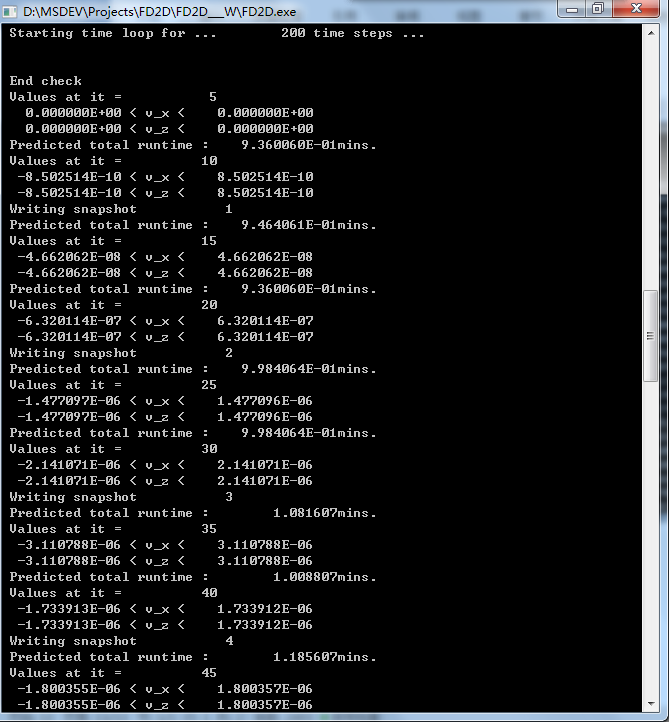 D:\MSDEV\Projects\FD2D\FD2D___W\FD2D.exe
Starting time loop for ...        200 time steps ...
End check
Values at it =           5
0.000000E+00 < v_x <    0.000000E+00
0.000000E+00 < v_z <    0.000000E+00
Predicted total runtime :    9.360060E-01mins.
Values at it =          10
-8.502514E-10 < v_x <    8.502514E-10
-8.502514E-10 < v_z <    8.502514E-10
Writing snapshot           1
Predicted total runtime :    9.464061E-01mins.
Values at it =          15
-4.662062E-08 < v_x <    4.662062E-08
-4.662062E-08 < v_z <    4.662062E-08
Predicted total runtime :    9.360060E-01mins.
Values at it =          20
-6.320114E-07 < v_x <    6.320114E-07
-6.320114E-07 < v_z <    6.320114E-07
Writing snapshot           2
Predicted total runtime :    9.984064E-01mins.
Values at it =          25
-1.477097E-06 < v_x <    1.477096E-06
-1.477097E-06 < v_z <    1.477096E-06
Predicted total runtime :    9.984064E-01mins.
Values at it =          30
-2.141071E-06 < v_x <    2.141071E-06
-2.141071E-06 < v_z <    2.141071E-06
Writing snapshot           3
Predicted total runtime :        1.081607mins.
Values at it =          35
-3.110788E-06 < v_x <    3.110788E-06
-3.110788E-06 < v_z <    3.110788E-06
Predicted total runtime :        1.008807mins.
Values at it =          40
-1.733913E-06 < v_x <    1.733912E-06
-1.733913E-06 < v_z <    1.733912E-06
Writing snapshot           4
Predicted total runtime :        1.185607mins.
Values at it =          45
-1.800355E-06 < v_x <    1.800357E-06
-1.800355E-06 < v_z <    1.800357E-06